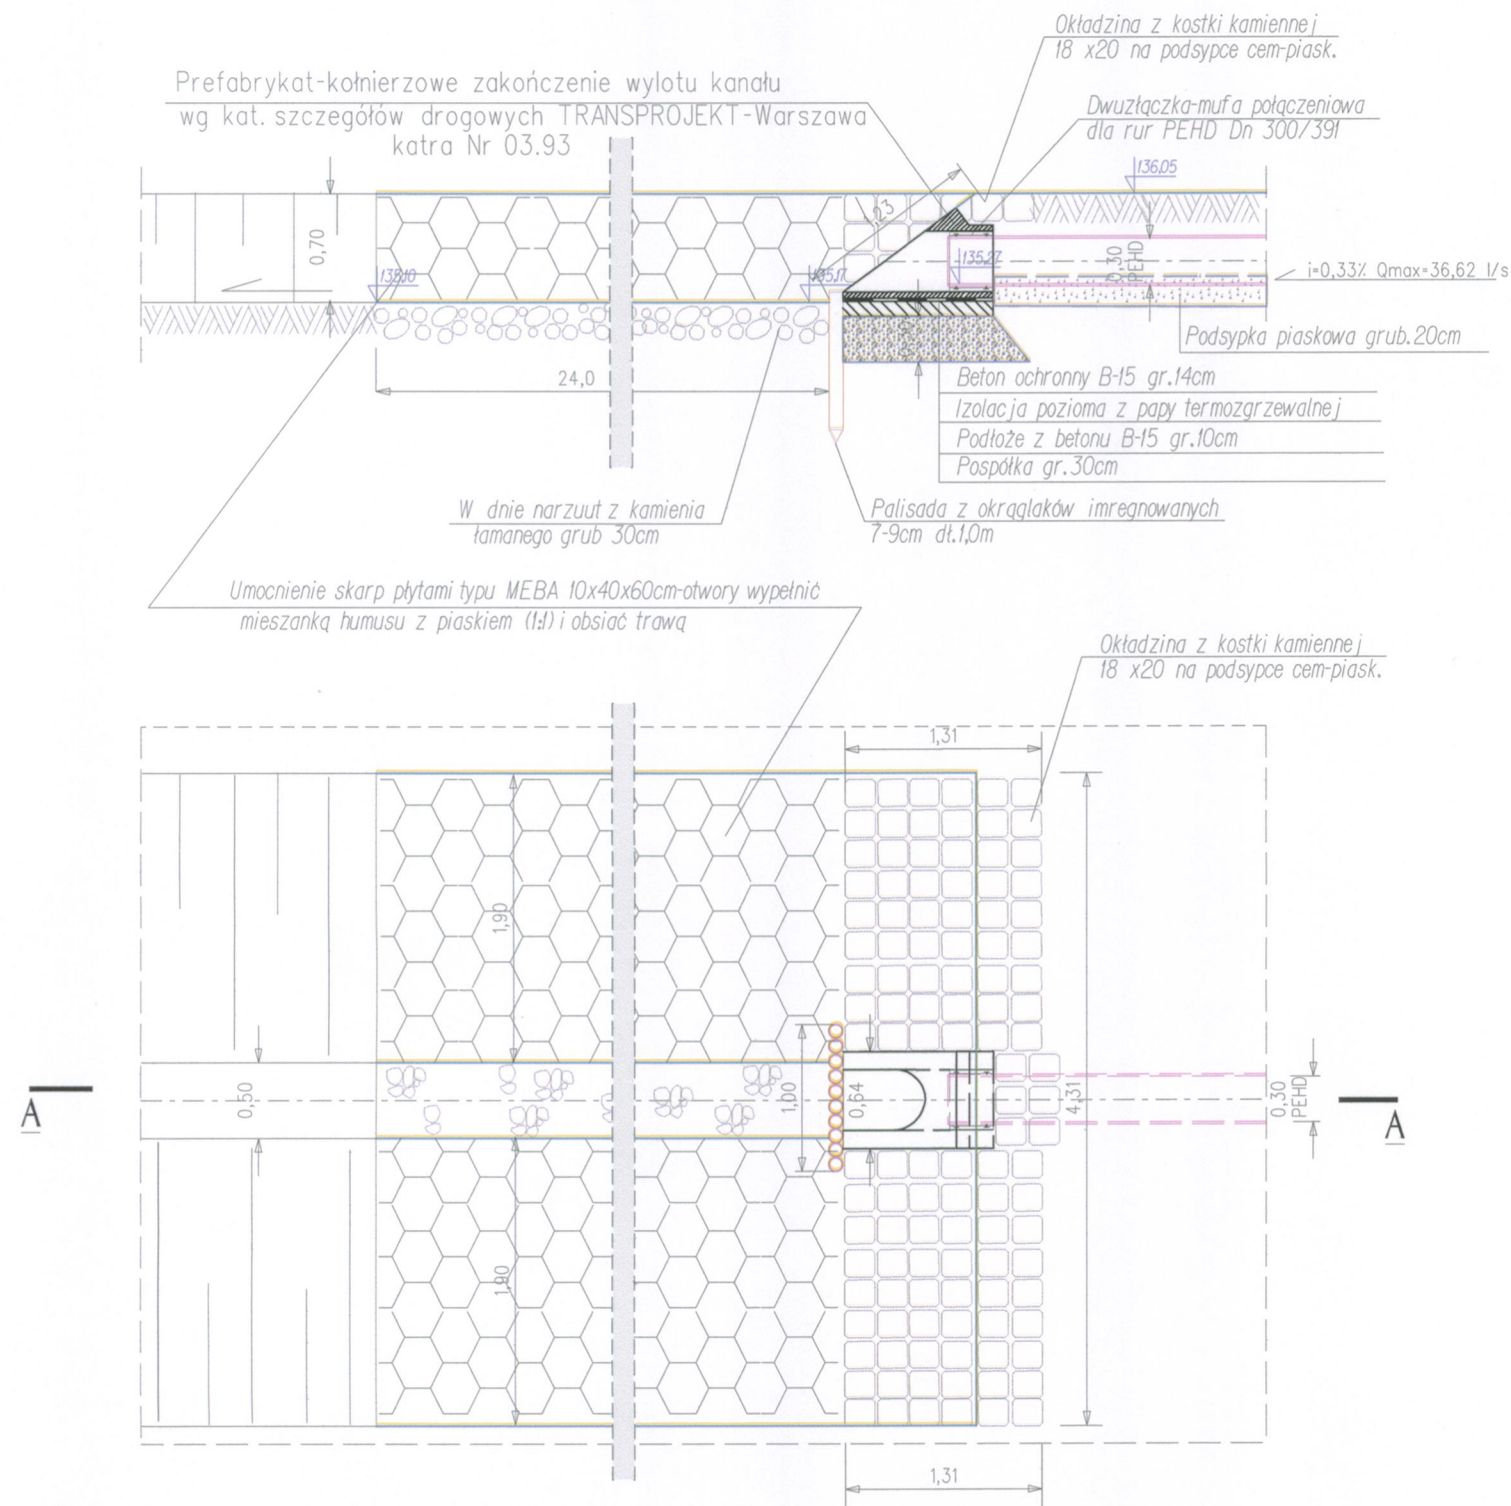 Okładzina z kostki kamiennej
18 x20 na podsypce cem-piask.
Prefabrykat-kołnierzowe zakończenie wylotu kanału
wg kat. szczegółów drogowych TRANSPROJEKT-Warszawa
katra Nr 03.93
Dwuzłączka-mufa połączeniowa
dla rur PEHD Dn 300/391
136,05
1,23
0,70
135,10
135,17
135,27
0,30
PEHD
i=0,33% Qmax=36,62 l/s
Podsypka piaskowa grub.20cm
24,0
Beton ochronny B-15 gr.14cm
Izolacja pozioma z papy termozgrzewalnej
Podłoże z betonu B-15 gr.10cm
Pospółka gr.30cm
W dnie narzuut z kamienia
łamanego grub 30cm
Palisada z okrąglaków imregnowanych
7-9cm dł.1,0m
Umocnienie skarp płytami typu MEBA 10x40x60cm-otwory wypełnić
mieszanką humusu z piaskiem (1:1) i obsiać trawą
Okładzina z kostki kamiennej
18 x20 na podsypce cem-piask.
1,31
1,90
0,50
1,00
0,64
4,31
0,30
PEHD
A
A
1,90
1,31